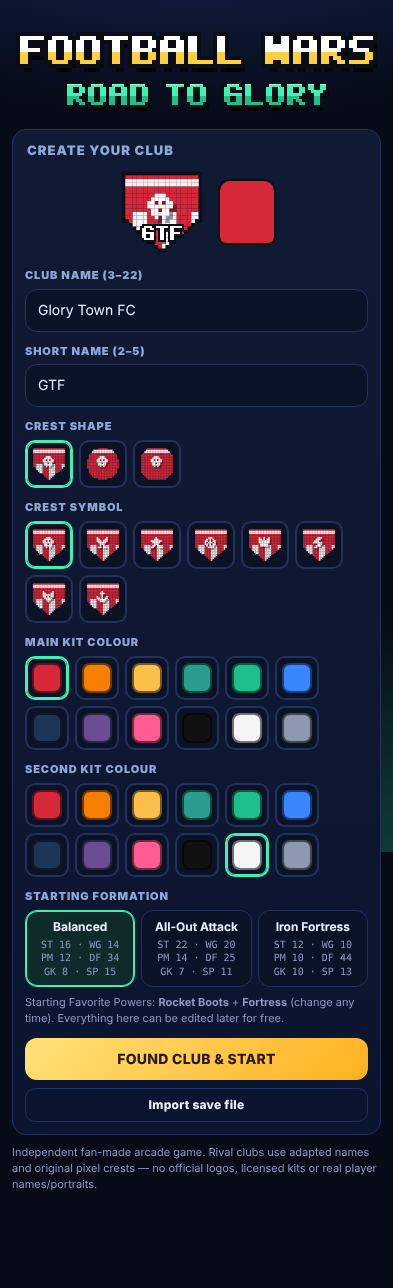 FOOTBALL WARS
ROAD TO GLORY
CREATE YOUR CLUB
GTF
CLUB NAME (3–22)
Glory Town FC
SHORT NAME (2–5)
GTF
CREST SHAPE
CREST SYMBOL
MAIN KIT COLOUR
SECOND KIT COLOUR
STARTING FORMATION
Balanced
ST 16 · WG 14
PM 12 · DF 34
GK 8 · SP 15
All-Out Attack
ST 22 · WG 20
PM 14 · DF 25
GK 7 · SP 11
Iron Fortress
ST 12 · WG 10
PM 10 · DF 44
GK 10 · SP 13
Starting Favorite Powers: Rocket Boots + Fortress (change any
time). Everything here can be edited later for free.
FOUND CLUB & START
Import save file
Independent fan-made arcade game. Rival clubs use adapted names
and original pixel crests — no official logos, licensed kits or real player
names/portraits.